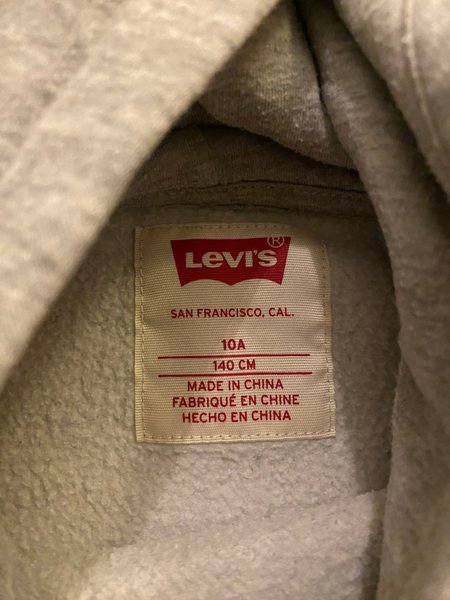 LEVI'S ®
SAN FRANCISCO, CAL.
10A
140 CM
MADE IN CHINA
FABRIQUÉ EN CHINE
HECHO EN CHINA